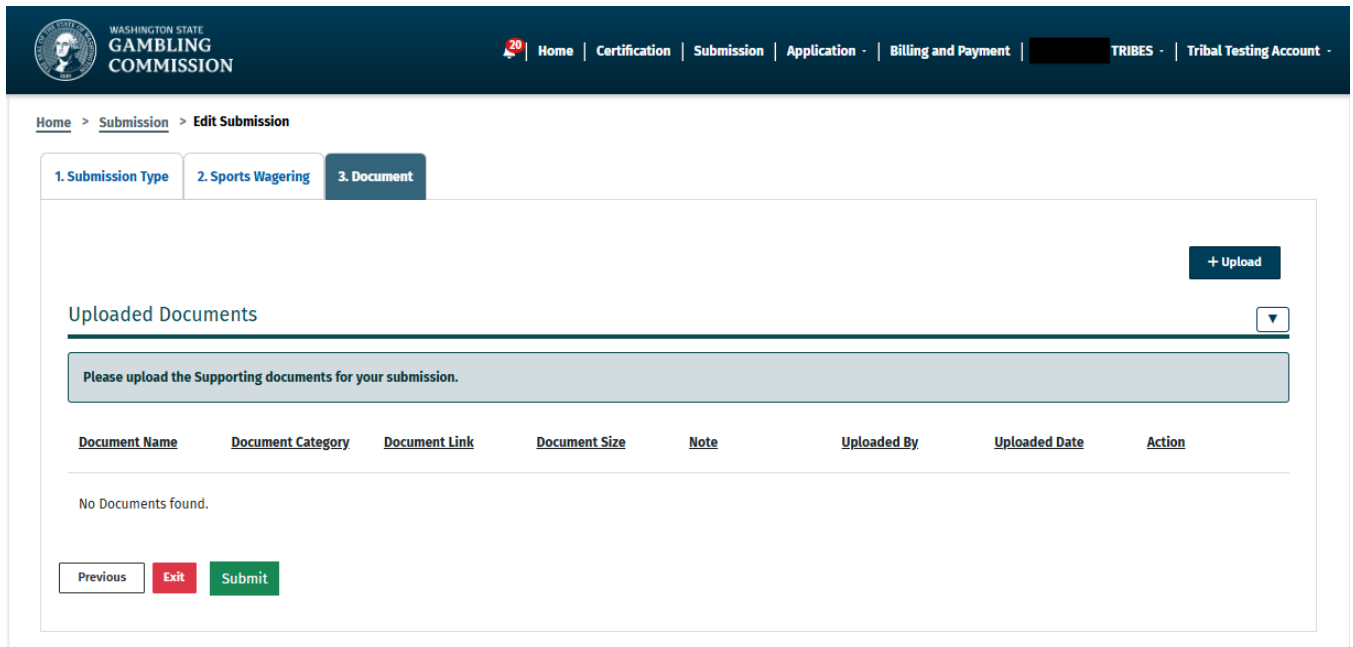 WASHINGTON STATE
GAMBLING
COMMISSION
20 | Home | Certification | Submission | Application - | Billing and Payment | TRIBES - | Tribal Testing Account -
Home > Submission > Edit Submission
1. Submission Type 2. Sports Wagering 3. Document
+ Upload
Uploaded Documents
▼
Please upload the Supporting documents for your submission.
Document Name Document Category Document Link Document Size Note Uploaded By Uploaded Date Action
No Documents found.
Previous Exit Submit